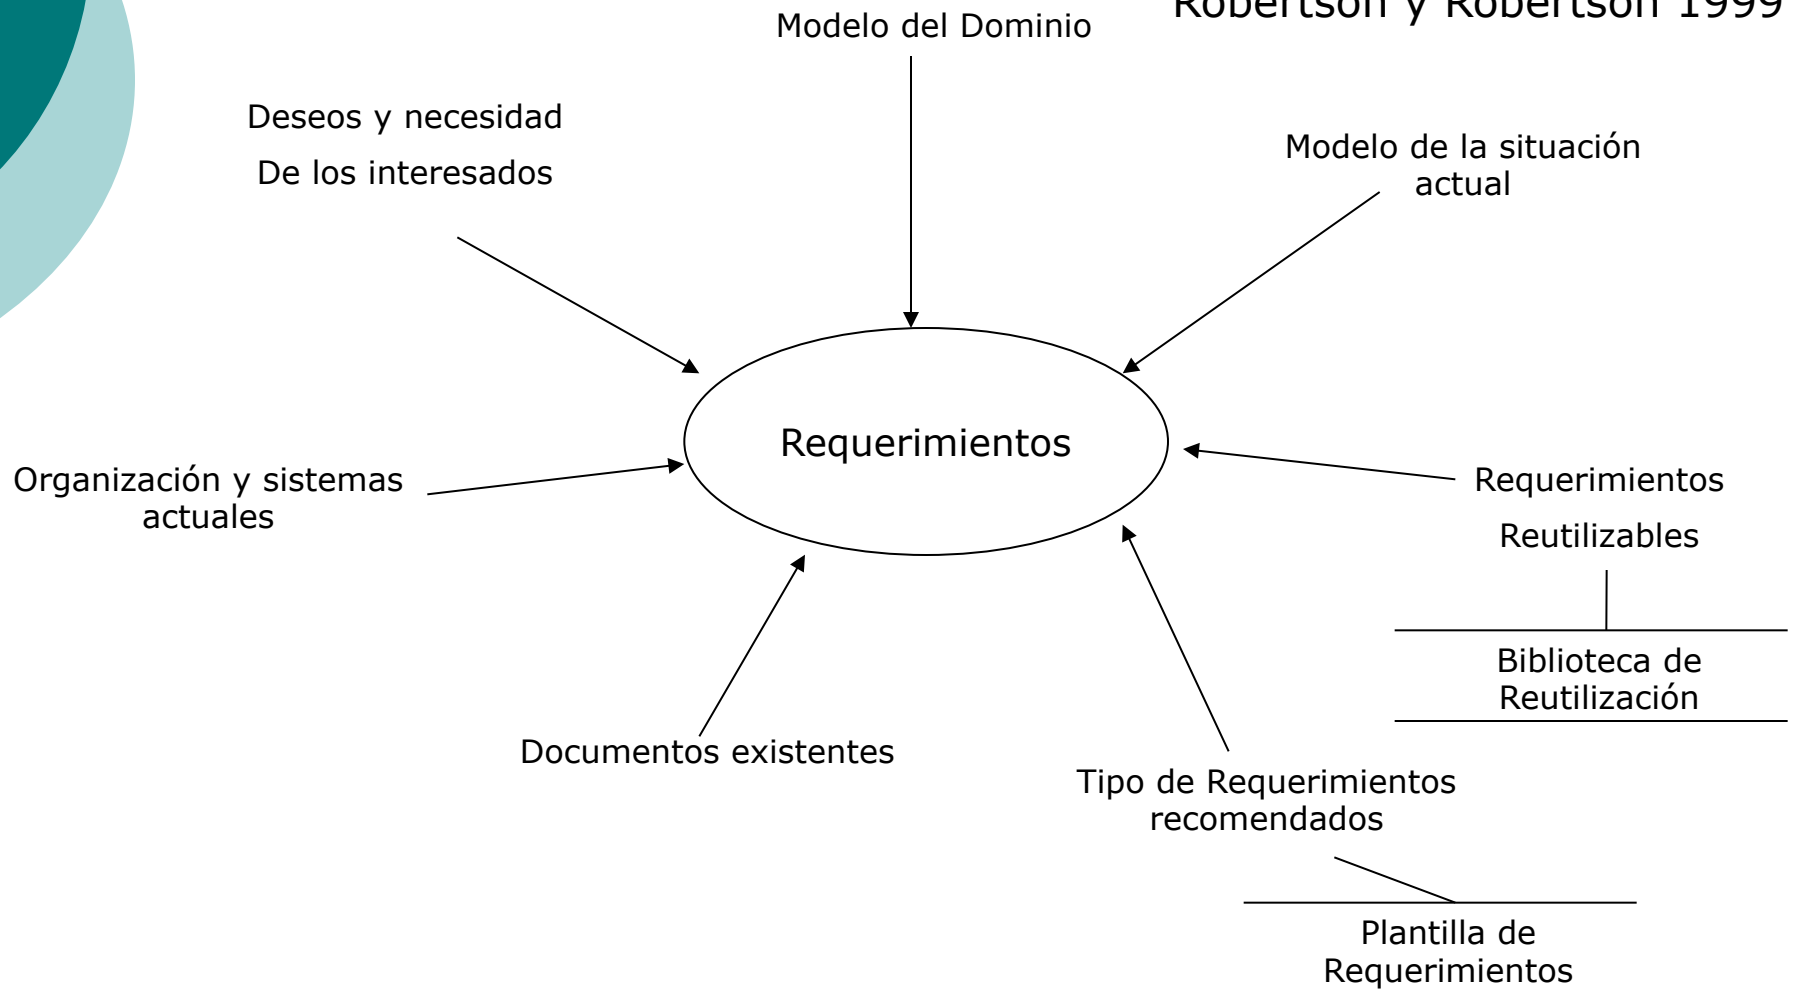 Robertson y Robertson 1999
Modelo del Dominio
Deseos y necesidad
De los interesados
Modelo de la situación
actual
Requerimientos
Organización y sistemas
actuales
Requerimientos
Reutilizables
Biblioteca de
Reutilización
Documentos existentes
Tipo de Requerimientos
recomendados
Plantilla de
Requerimientos